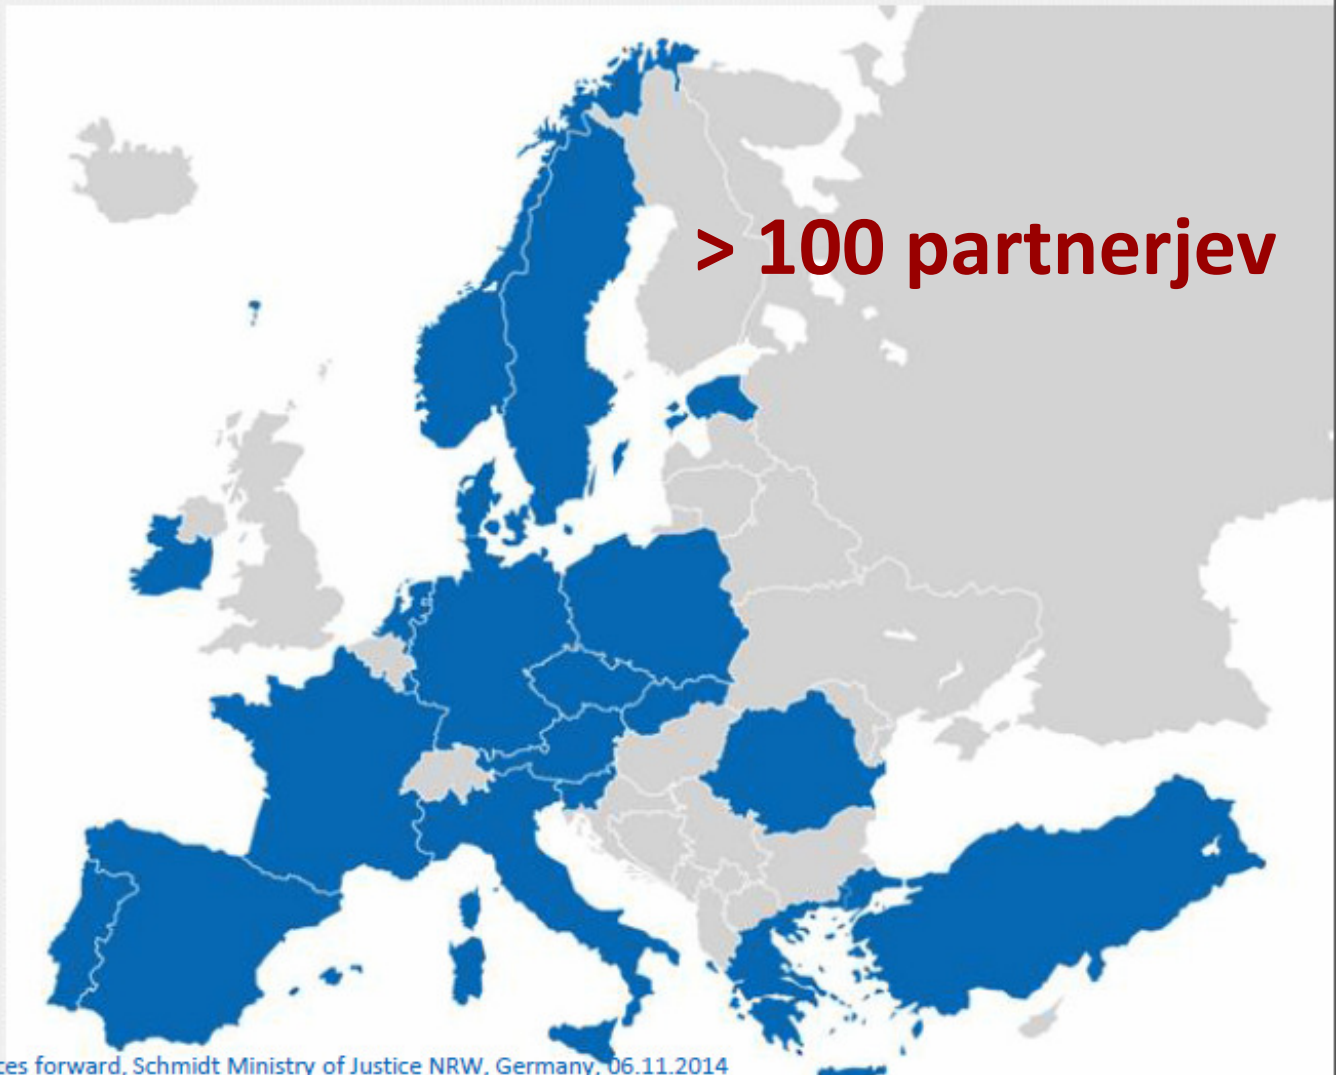 > 100 partnerjev
ces forward, Schmidt Ministry of Justice NRW, Germany, 06.11.2014